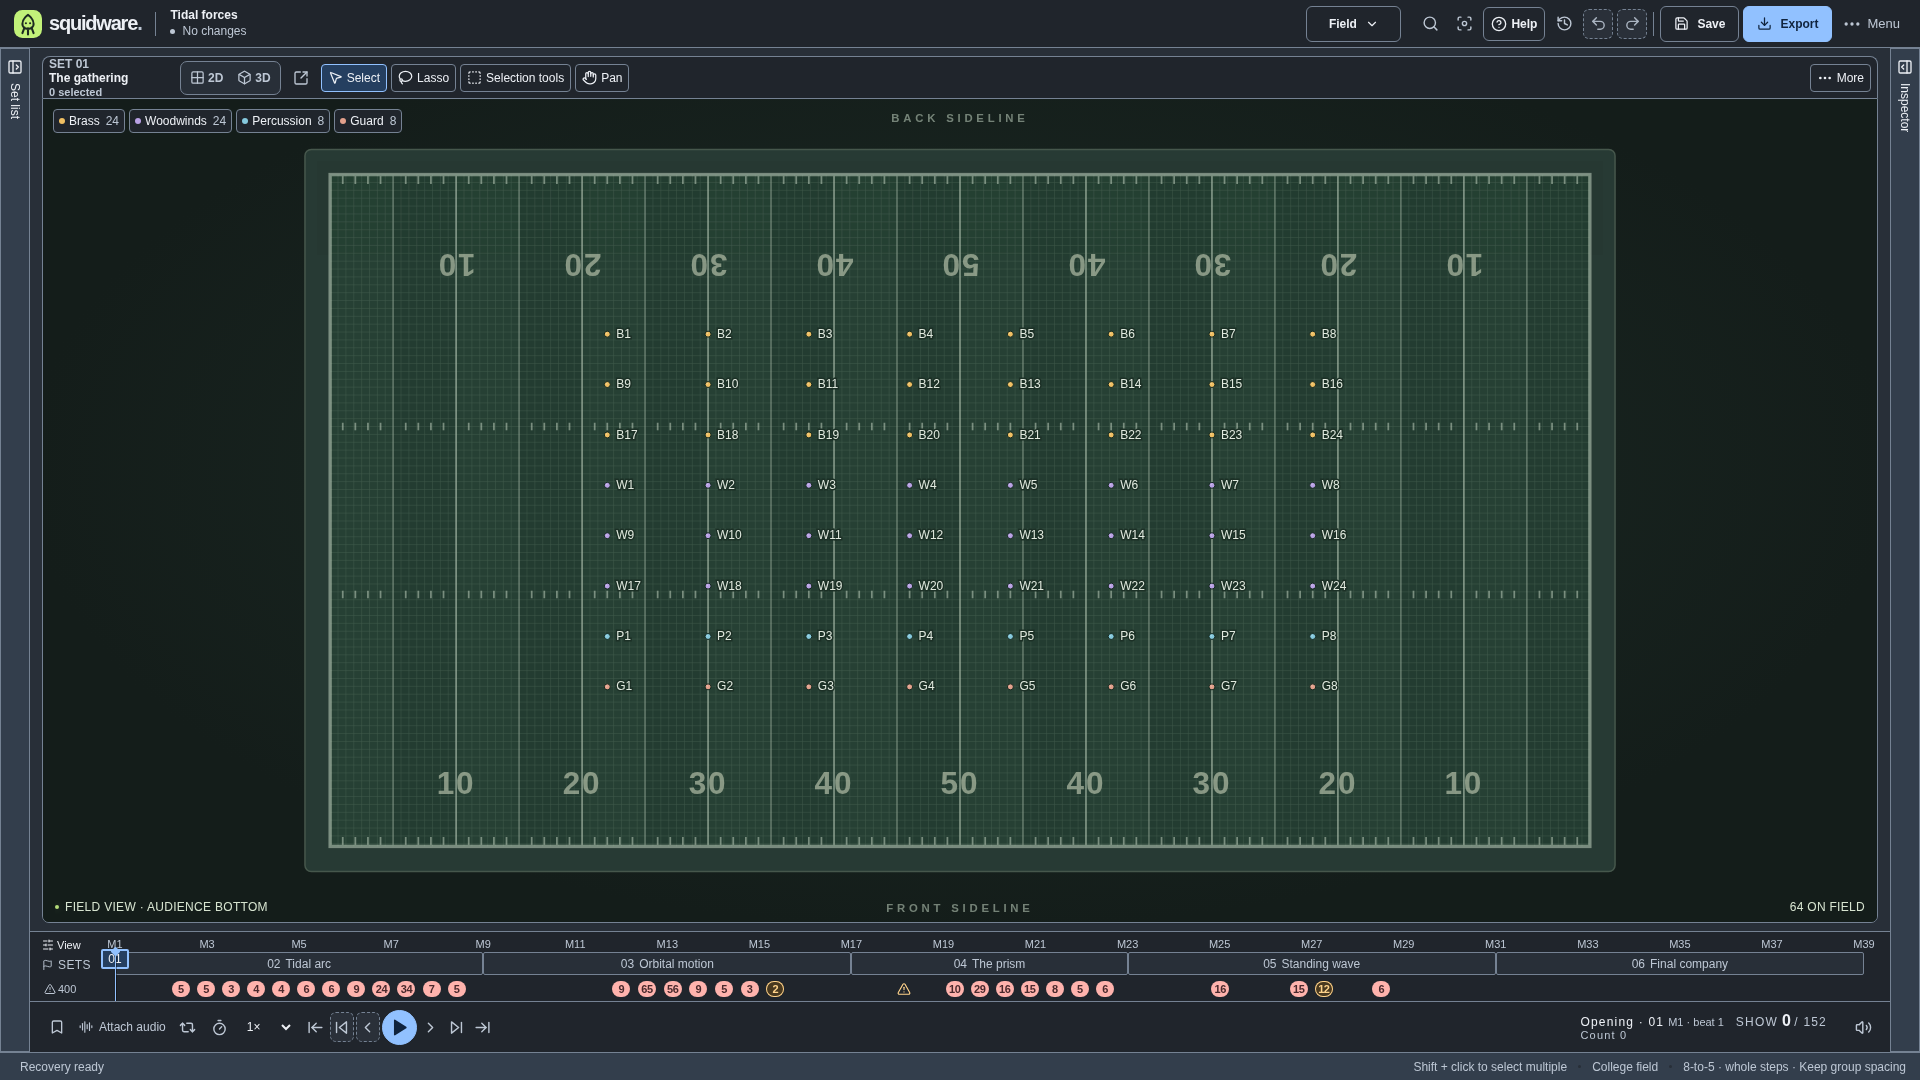 squidware.
Tidal forces
No changes
Field
Help
Save
Export
Menu
Set list
SET 01
The gathering
0 selected
2D
3D
Select
Lasso
Selection tools
Pan
More
Inspector
Brass 24
Woodwinds 24
Percussion 8
Guard 8
BACK SIDELINE
10 20 30 40 50 40 30 20 10
B1 B2 B3 B4 B5 B6 B7 B8
B9 B10 B11 B12 B13 B14 B15 B16
B17 B18 B19 B20 B21 B22 B23 B24
W1 W2 W3 W4 W5 W6 W7 W8
W9 W10 W11 W12 W13 W14 W15 W16
W17 W18 W19 W20 W21 W22 W23 W24
P1 P2 P3 P4 P5 P6 P7 P8
G1 G2 G3 G4 G5 G6 G7 G8
10 20 30 40 50 40 30 20 10
FIELD VIEW · AUDIENCE BOTTOM
FRONT SIDELINE
64 ON FIELD
View
M1 M3 M5 M7 M9 M11 M13 M15 M17 M19 M21 M23 M25 M27 M29 M31 M33 M35 M37 M39
SETS
01
02 Tidal arc
03 Orbital motion
04 The prism
05 Standing wave
06 Final company
400
5 5 3 4 4 6 6 9 24 34 7 5 9 65 56 9 5 3 2 10 29 16 15 8 5 6 16 15 12 6
Attach audio
1×
Opening · 01 M1 · beat 1
Count 0
SHOW 0 / 152
Recovery ready
Shift + click to select multiple
College field
8-to-5 · whole steps · Keep group spacing